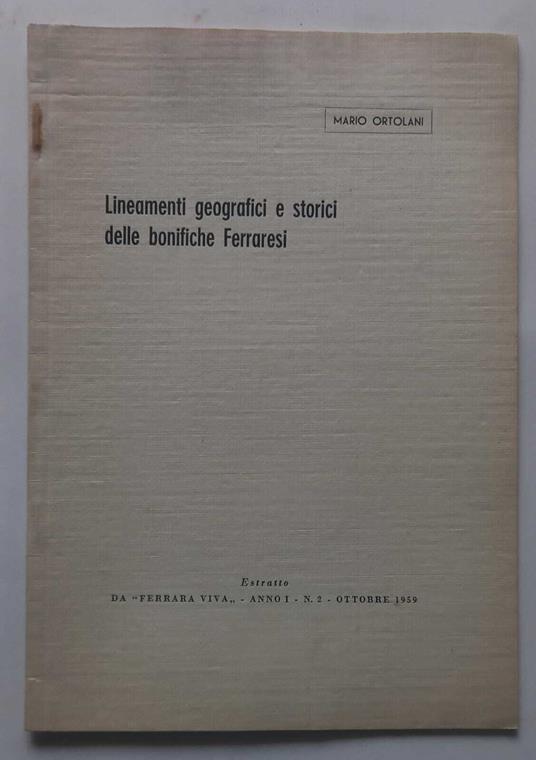 MARIO ORTOLANI
Lineamenti geografici e storici
delle bonifiche Ferraresi
Estratto
DA "FERRARA VIVA„ - ANNO I - N. 2 - OTTOBRE 1959